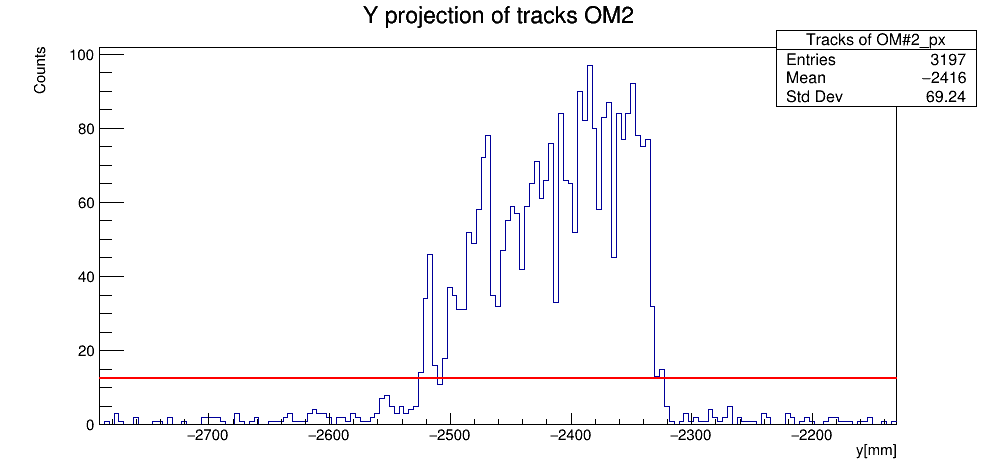 Y projection of tracks OM2
Tracks of OM#2_px
Entries 3197
Mean −2416
Std Dev 69.24
Counts
100
80
60
40
20
0
−2700 −2600 −2500 −2400 −2300 −2200
y[mm]